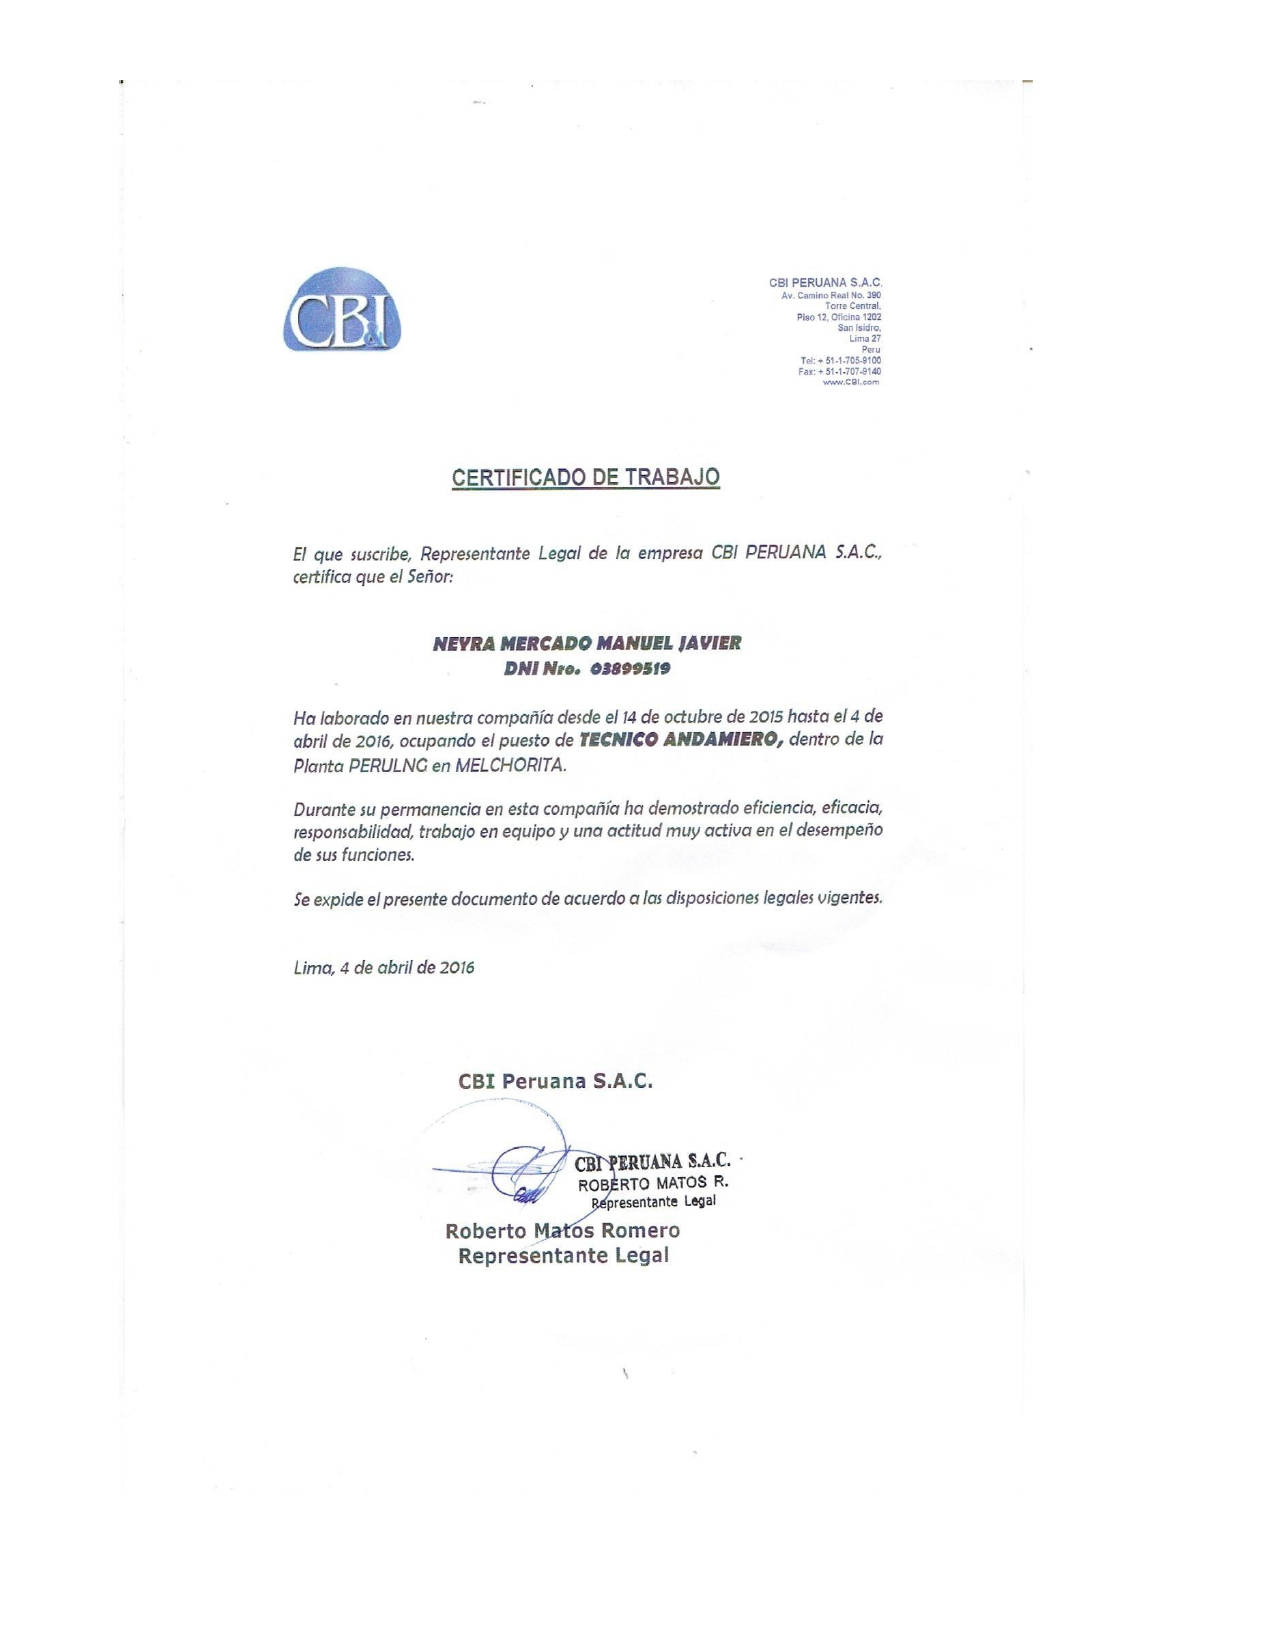 CB&I
CBI PERUANA S.A.C.
Av. Camino Real No. 390
Torre Central,
Piso 12, Oficina 1202
San Isidro,
Lima 27
Peru
Tel: + 51-1-705-9100
Fax: + 51-1-707-9140
www.CBI.com
CERTIFICADO DE TRABAJO
El que suscribe, Representante Legal de la empresa CBI PERUANA S.A.C.,
certifica que el Señor:
NEYRA MERCADO MANUEL JAVIER
DNI Nro. 03899519
Ha laborado en nuestra compañía desde el 14 de octubre de 2015 hasta el 4 de
abril de 2016, ocupando el puesto de TECNICO ANDAMIERO, dentro de la
Planta PERULNG en MELCHORITA.
Durante su permanencia en esta compañía ha demostrado eficiencia, eficacia,
responsabilidad, trabajo en equipo y una actitud muy activa en el desempeño
de sus funciones.
Se expide el presente documento de acuerdo a las disposiciones legales vigentes.
Lima, 4 de abril de 2016
CBI Peruana S.A.C.
CBI PERUANA S.A.C.
ROBERTO MATOS R.
Representante Legal
Roberto Matos Romero
Representante Legal